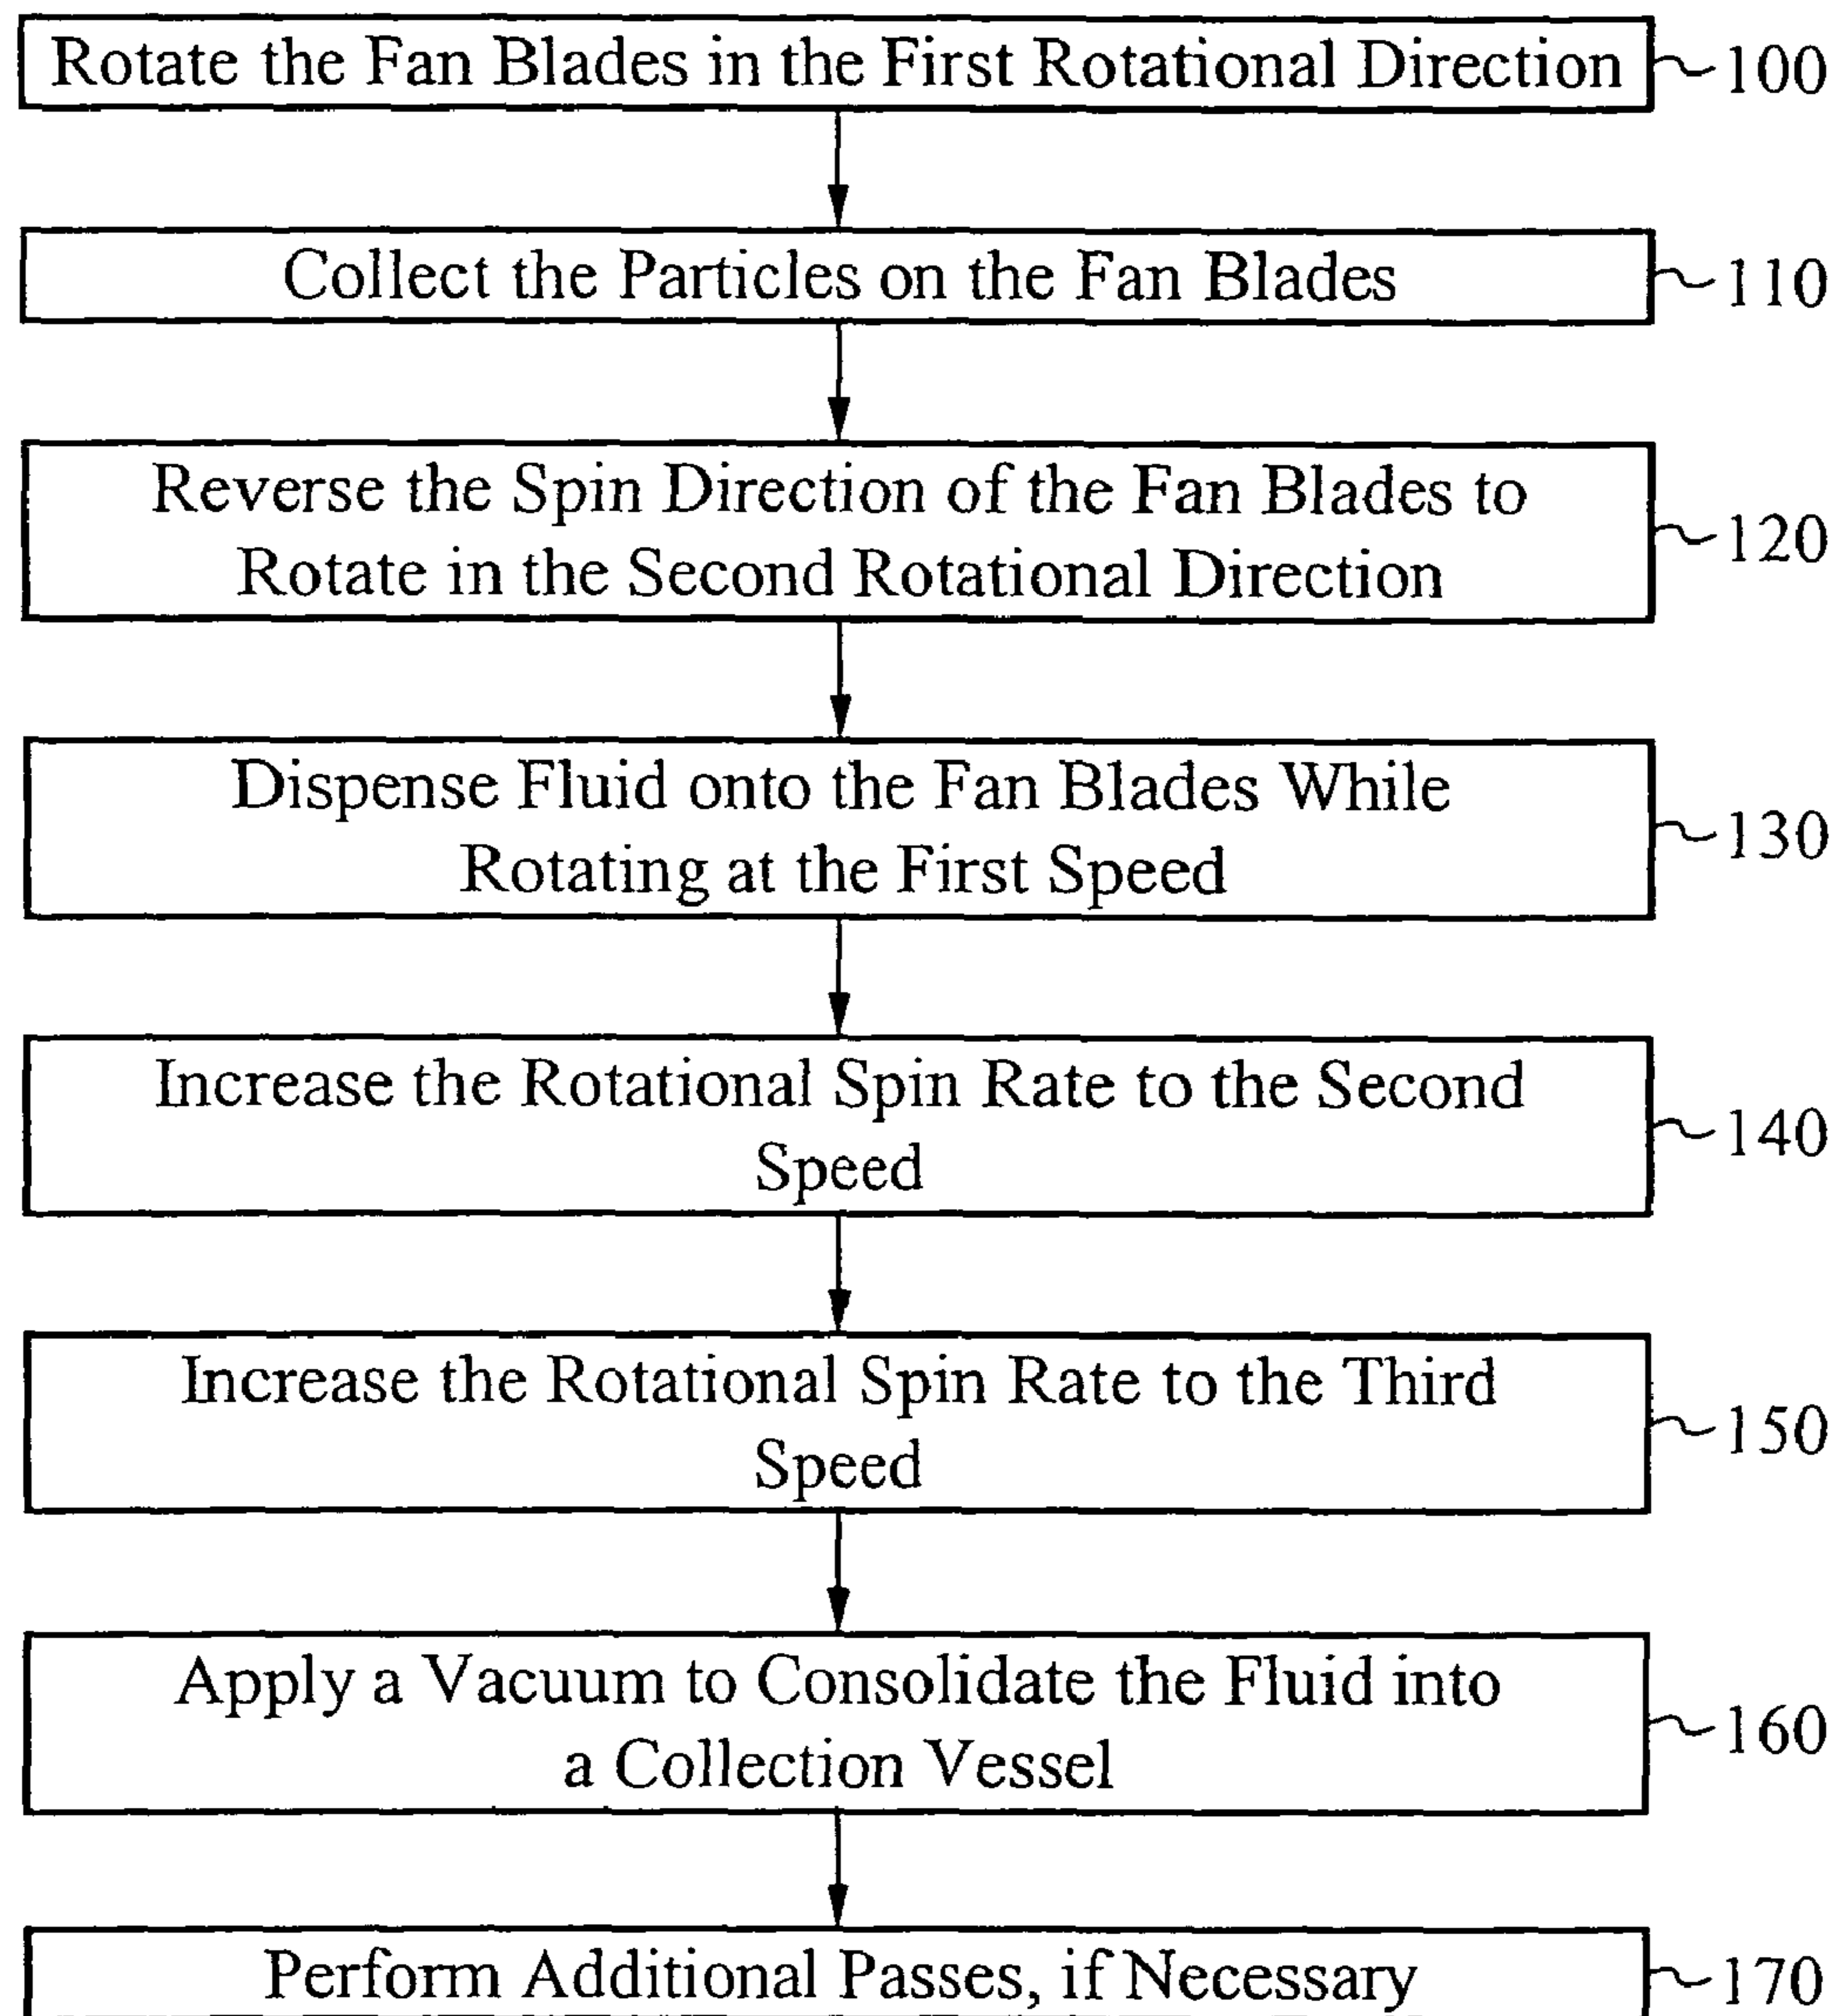 Rotate the Fan Blades in the First Rotational Direction 100
Collect the Particles on the Fan Blades 110
Reverse the Spin Direction of the Fan Blades to
Rotate in the Second Rotational Direction 120
Dispense Fluid onto the Fan Blades While
Rotating at the First Speed 130
Increase the Rotational Spin Rate to the Second
Speed 140
Increase the Rotational Spin Rate to the Third
Speed 150
Apply a Vacuum to Consolidate the Fluid into
a Collection Vessel 160
Perform Additional Passes, if Necessary 170